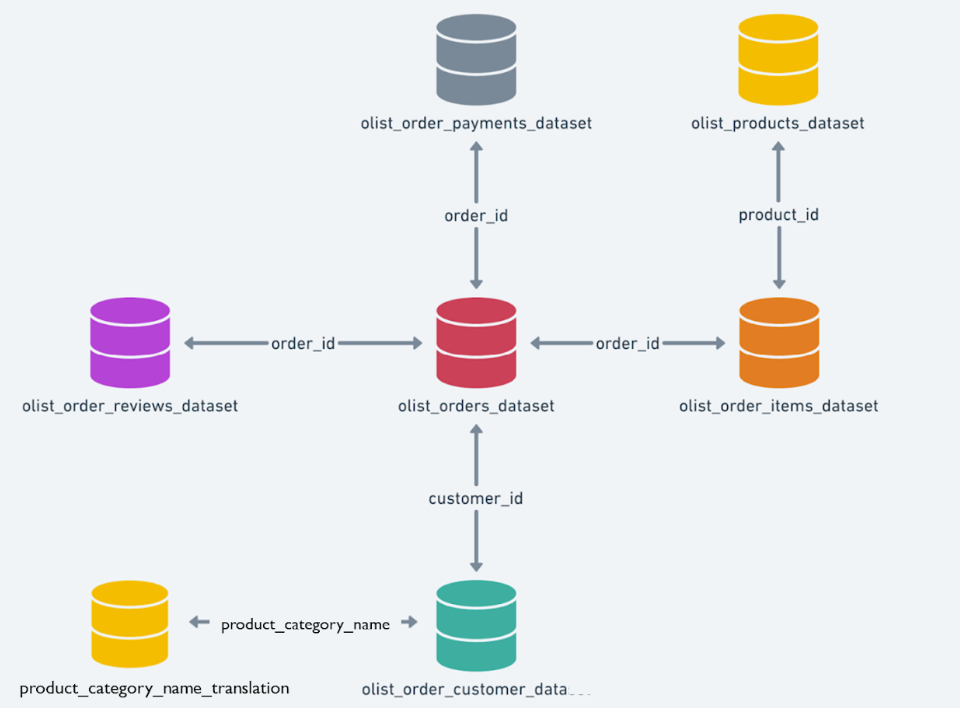 olist_order_payments_dataset
olist_products_dataset
order_id
product_id
order_id
order_id
olist_order_reviews_dataset
olist_orders_dataset
olist_order_items_dataset
customer_id
product_category_name
product_category_name_translation